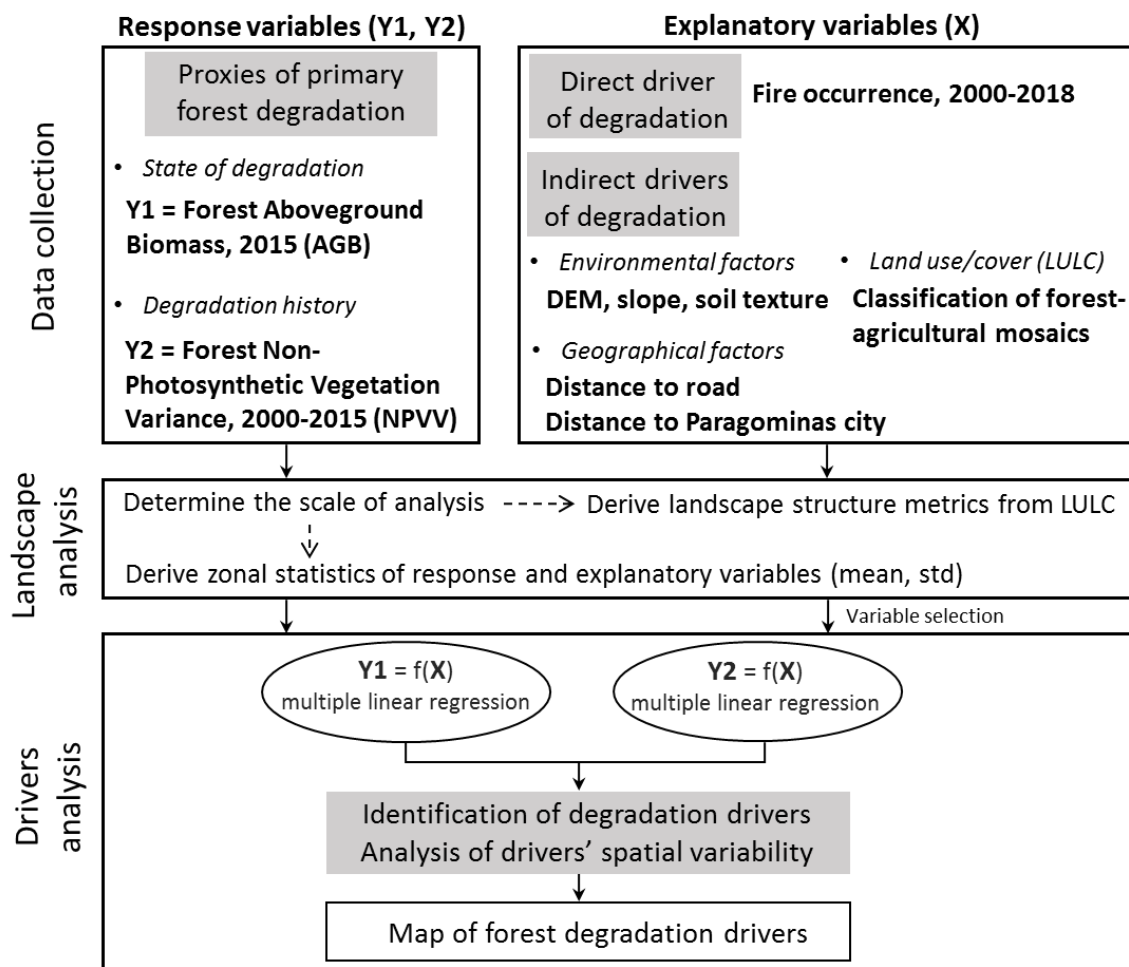 Response variables (Y1, Y2)
Explanatory variables (X)
Data collection
Proxies of primary
forest degradation
• State of degradation
Y1 = Forest Aboveground
Biomass, 2015 (AGB)
• Degradation history
Y2 = Forest Non-
Photosynthetic Vegetation
Variance, 2000-2015 (NPVV)
Direct driver
of degradation
Fire occurrence, 2000-2018
Indirect drivers
of degradation
• Environmental factors
DEM, slope, soil texture
• Geographical factors
Distance to road
Distance to Paragominas city
• Land use/cover (LULC)
Classification of forest-
agricultural mosaics
Landscape
analysis
Determine the scale of analysis
Derive landscape structure metrics from LULC
Derive zonal statistics of response and explanatory variables (mean, std)
Variable selection
Drivers
analysis
Y1 = f(X)
multiple linear regression
Y2 = f(X)
multiple linear regression
Identification of degradation drivers
Analysis of drivers' spatial variability
Map of forest degradation drivers